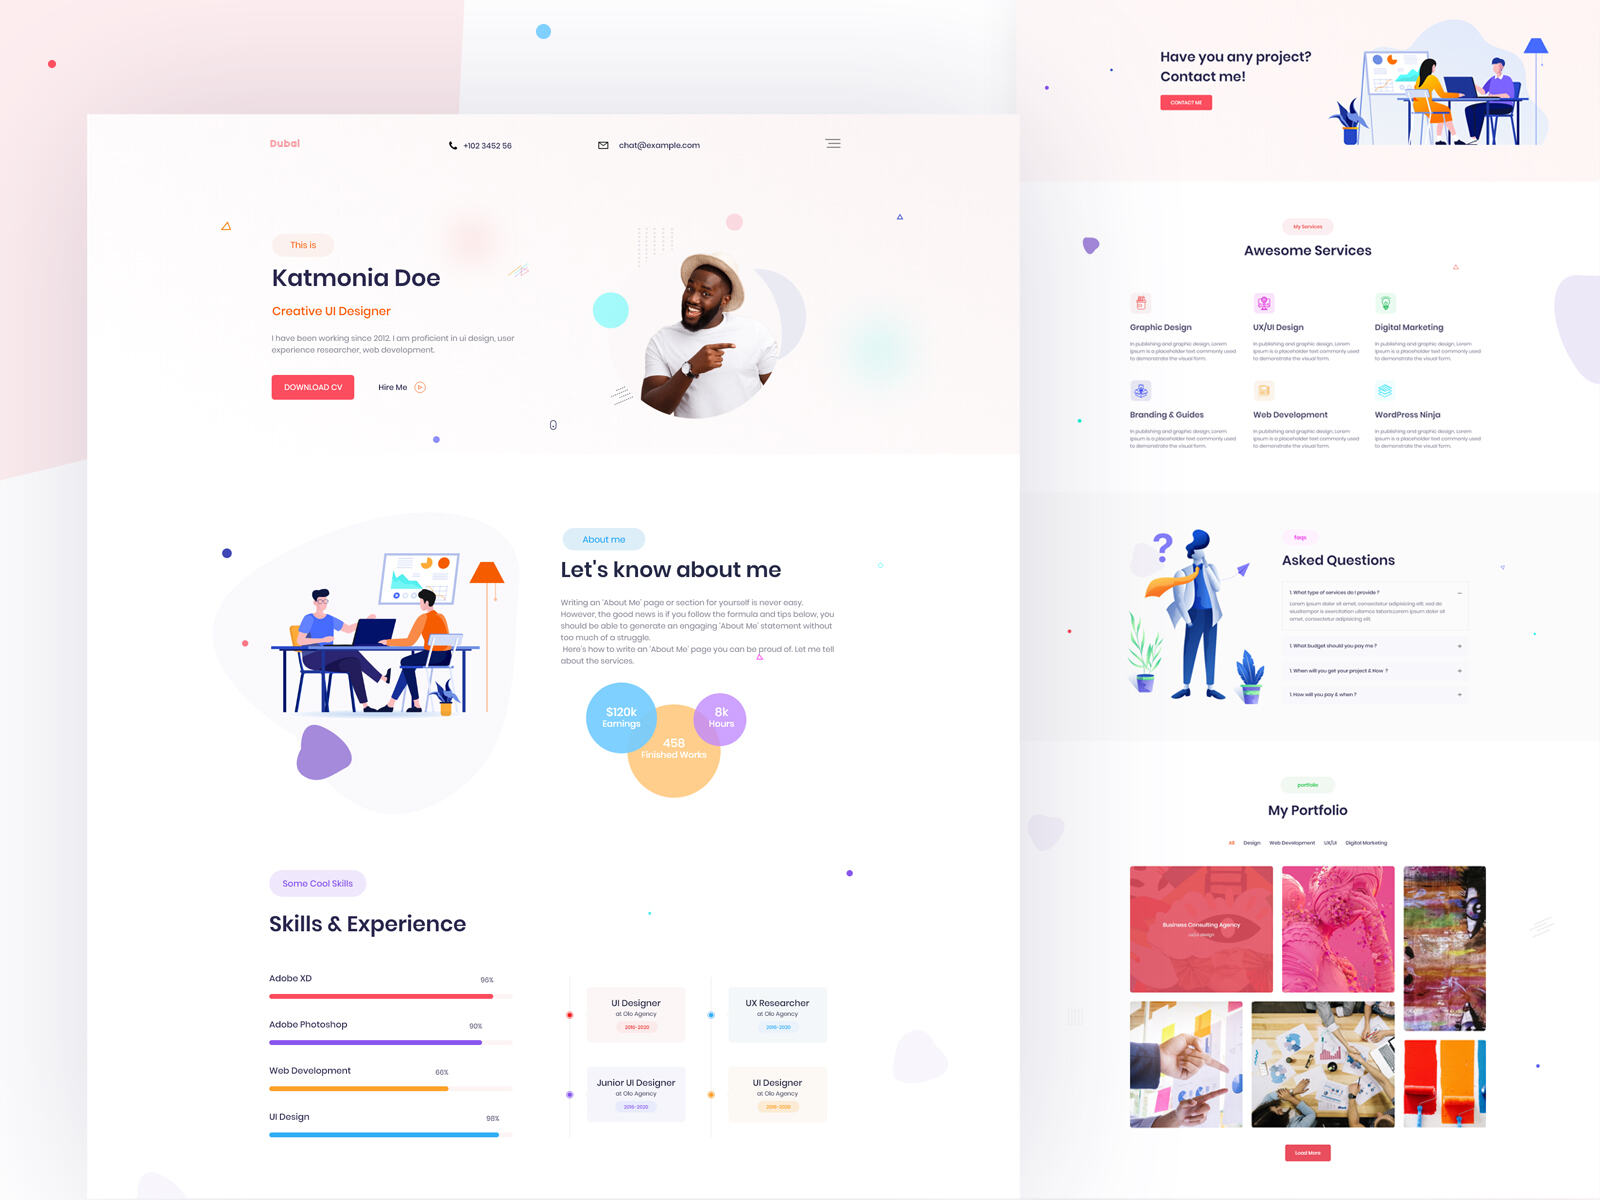 Dubai
+102 3452 56
chat@example.com
This is
Katmonia Doe
Creative UI Designer
I have been working since 2012. I am proficient in ui design, user
experience researcher, web development.
DOWNLOAD CV
Hire Me
About me
Let's know about me
Writing an 'About Me' page or section for yourself is never easy.
However, the good news is if you follow the formula and tips below, you
should be able to generate an engaging 'About Me' statement without
too much of a struggle.
Here's how to write an 'About Me' page you can be proud of. Let me tell
about the services.
$120k
Earnings
8k
Hours
458
Finished Works
Some Cool Skills
Skills & Experience
Adobe XD
96%
Adobe Photoshop
90%
Web Development
66%
UI Design
98%
UI Designer
at Olo Agency
2016-2020
UX Researcher
at Olo Agency
2016-2020
Junior UI Designer
at Olo Agency
2016-2020
UI Designer
at Olo Agency
2016-2020
Have you any project?
Contact me!
CONTACT ME
My Services
Awesome Services
Graphic Design
In publishing and graphic design, Lorem
ipsum is a placeholder text commonly used
to demonstrate the visual form.
UX/UI Design
In publishing and graphic design, Lorem
ipsum is a placeholder text commonly used
to demonstrate the visual form.
Digital Marketing
In publishing and graphic design, Lorem
ipsum is a placeholder text commonly used
to demonstrate the visual form.
Branding & Guides
In publishing and graphic design, Lorem
ipsum is a placeholder text commonly used
to demonstrate the visual form.
Web Development
In publishing and graphic design, Lorem
ipsum is a placeholder text commonly used
to demonstrate the visual form.
WordPress Ninja
In publishing and graphic design, Lorem
ipsum is a placeholder text commonly used
to demonstrate the visual form.
?
faqs
Asked Questions
1. What type of services do I provide ?
Lorem ipsum dolor sit amet, consectetur adipisicing elit, sed do
eiusitempor is exercitation ullamco laborisLorem ipsum dolor sit
amet, consectetur adipisicing elit.
1. What budget should you pay me ?
1. When will you get your project & How ?
1. How will you pay & when ?
portfolio
My Portfolio
All Design Web Development UX/UI Digital Marketing
Business Consulting Agency
Load More